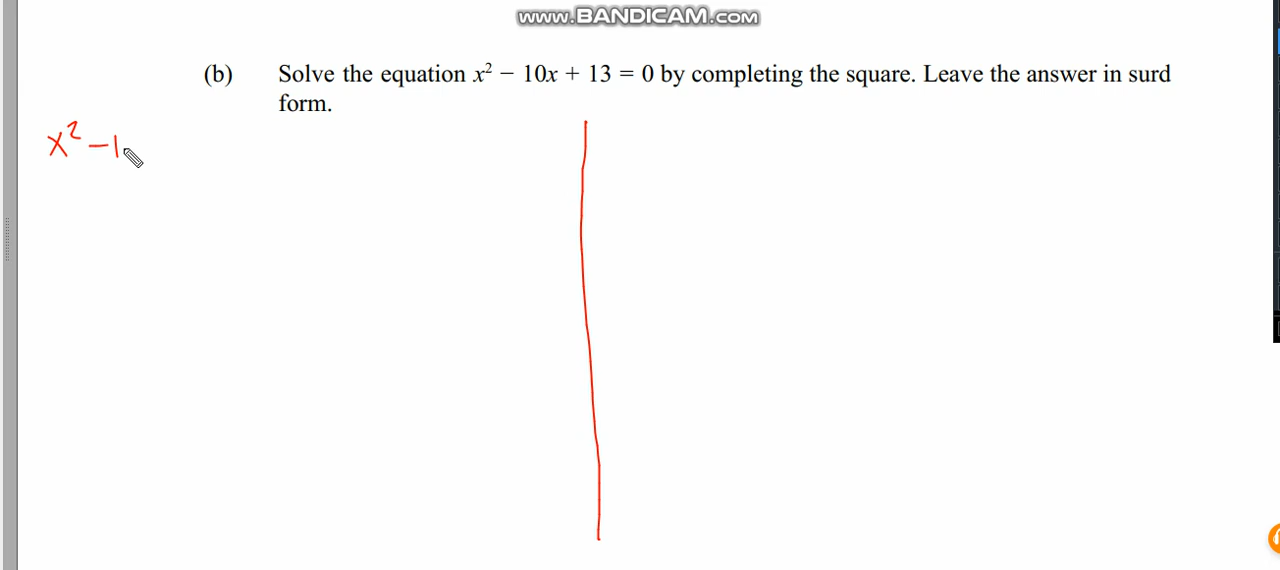 www.BANDICAM.com
(b) Solve the equation x² − 10x + 13 = 0 by completing the square. Leave the answer in surd
form.
x² −1